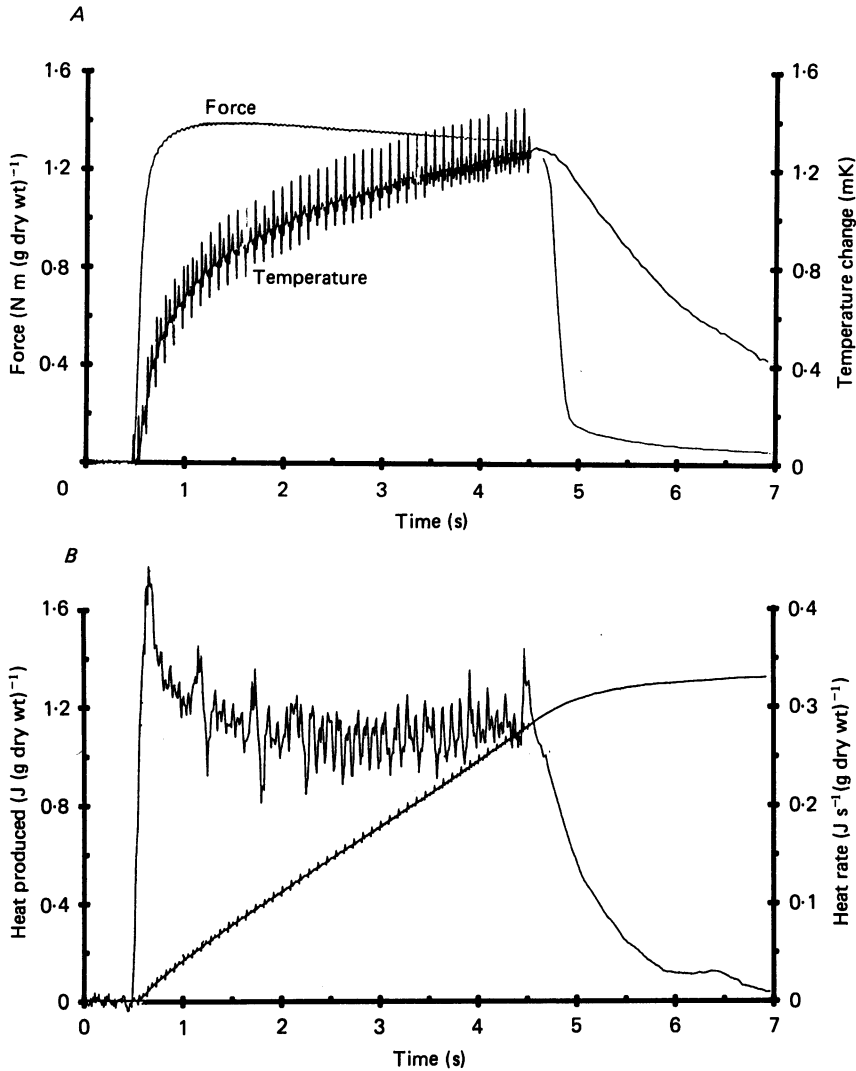 A
1·6
1·2
0·8
0·4
0
Force (N m (g dry wt)⁻¹)
Force
Temperature
1·6
1·2
0·8
0·4
0
Temperature change (mK)
1 2 3 4 5 6 7
Time (s)
B
1·6
1·2
0·8
0·4
0
Heat produced (J (g dry wt)⁻¹)
0·4
0·3
0·2
0·1
0
Heat rate (J s⁻¹(g dry wt)⁻¹)
0 1 2 3 4 5 6 7
Time (s)